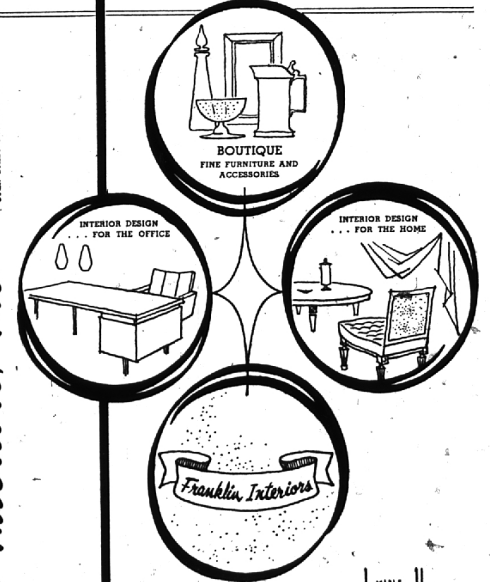 BOUTIQUE
FINE FURNITURE AND
ACCESSORIES
INTERIOR DESIGN
. . . FOR THE OFFICE
INTERIOR DESIGN
. . . FOR THE HOME
Franklin Interiors